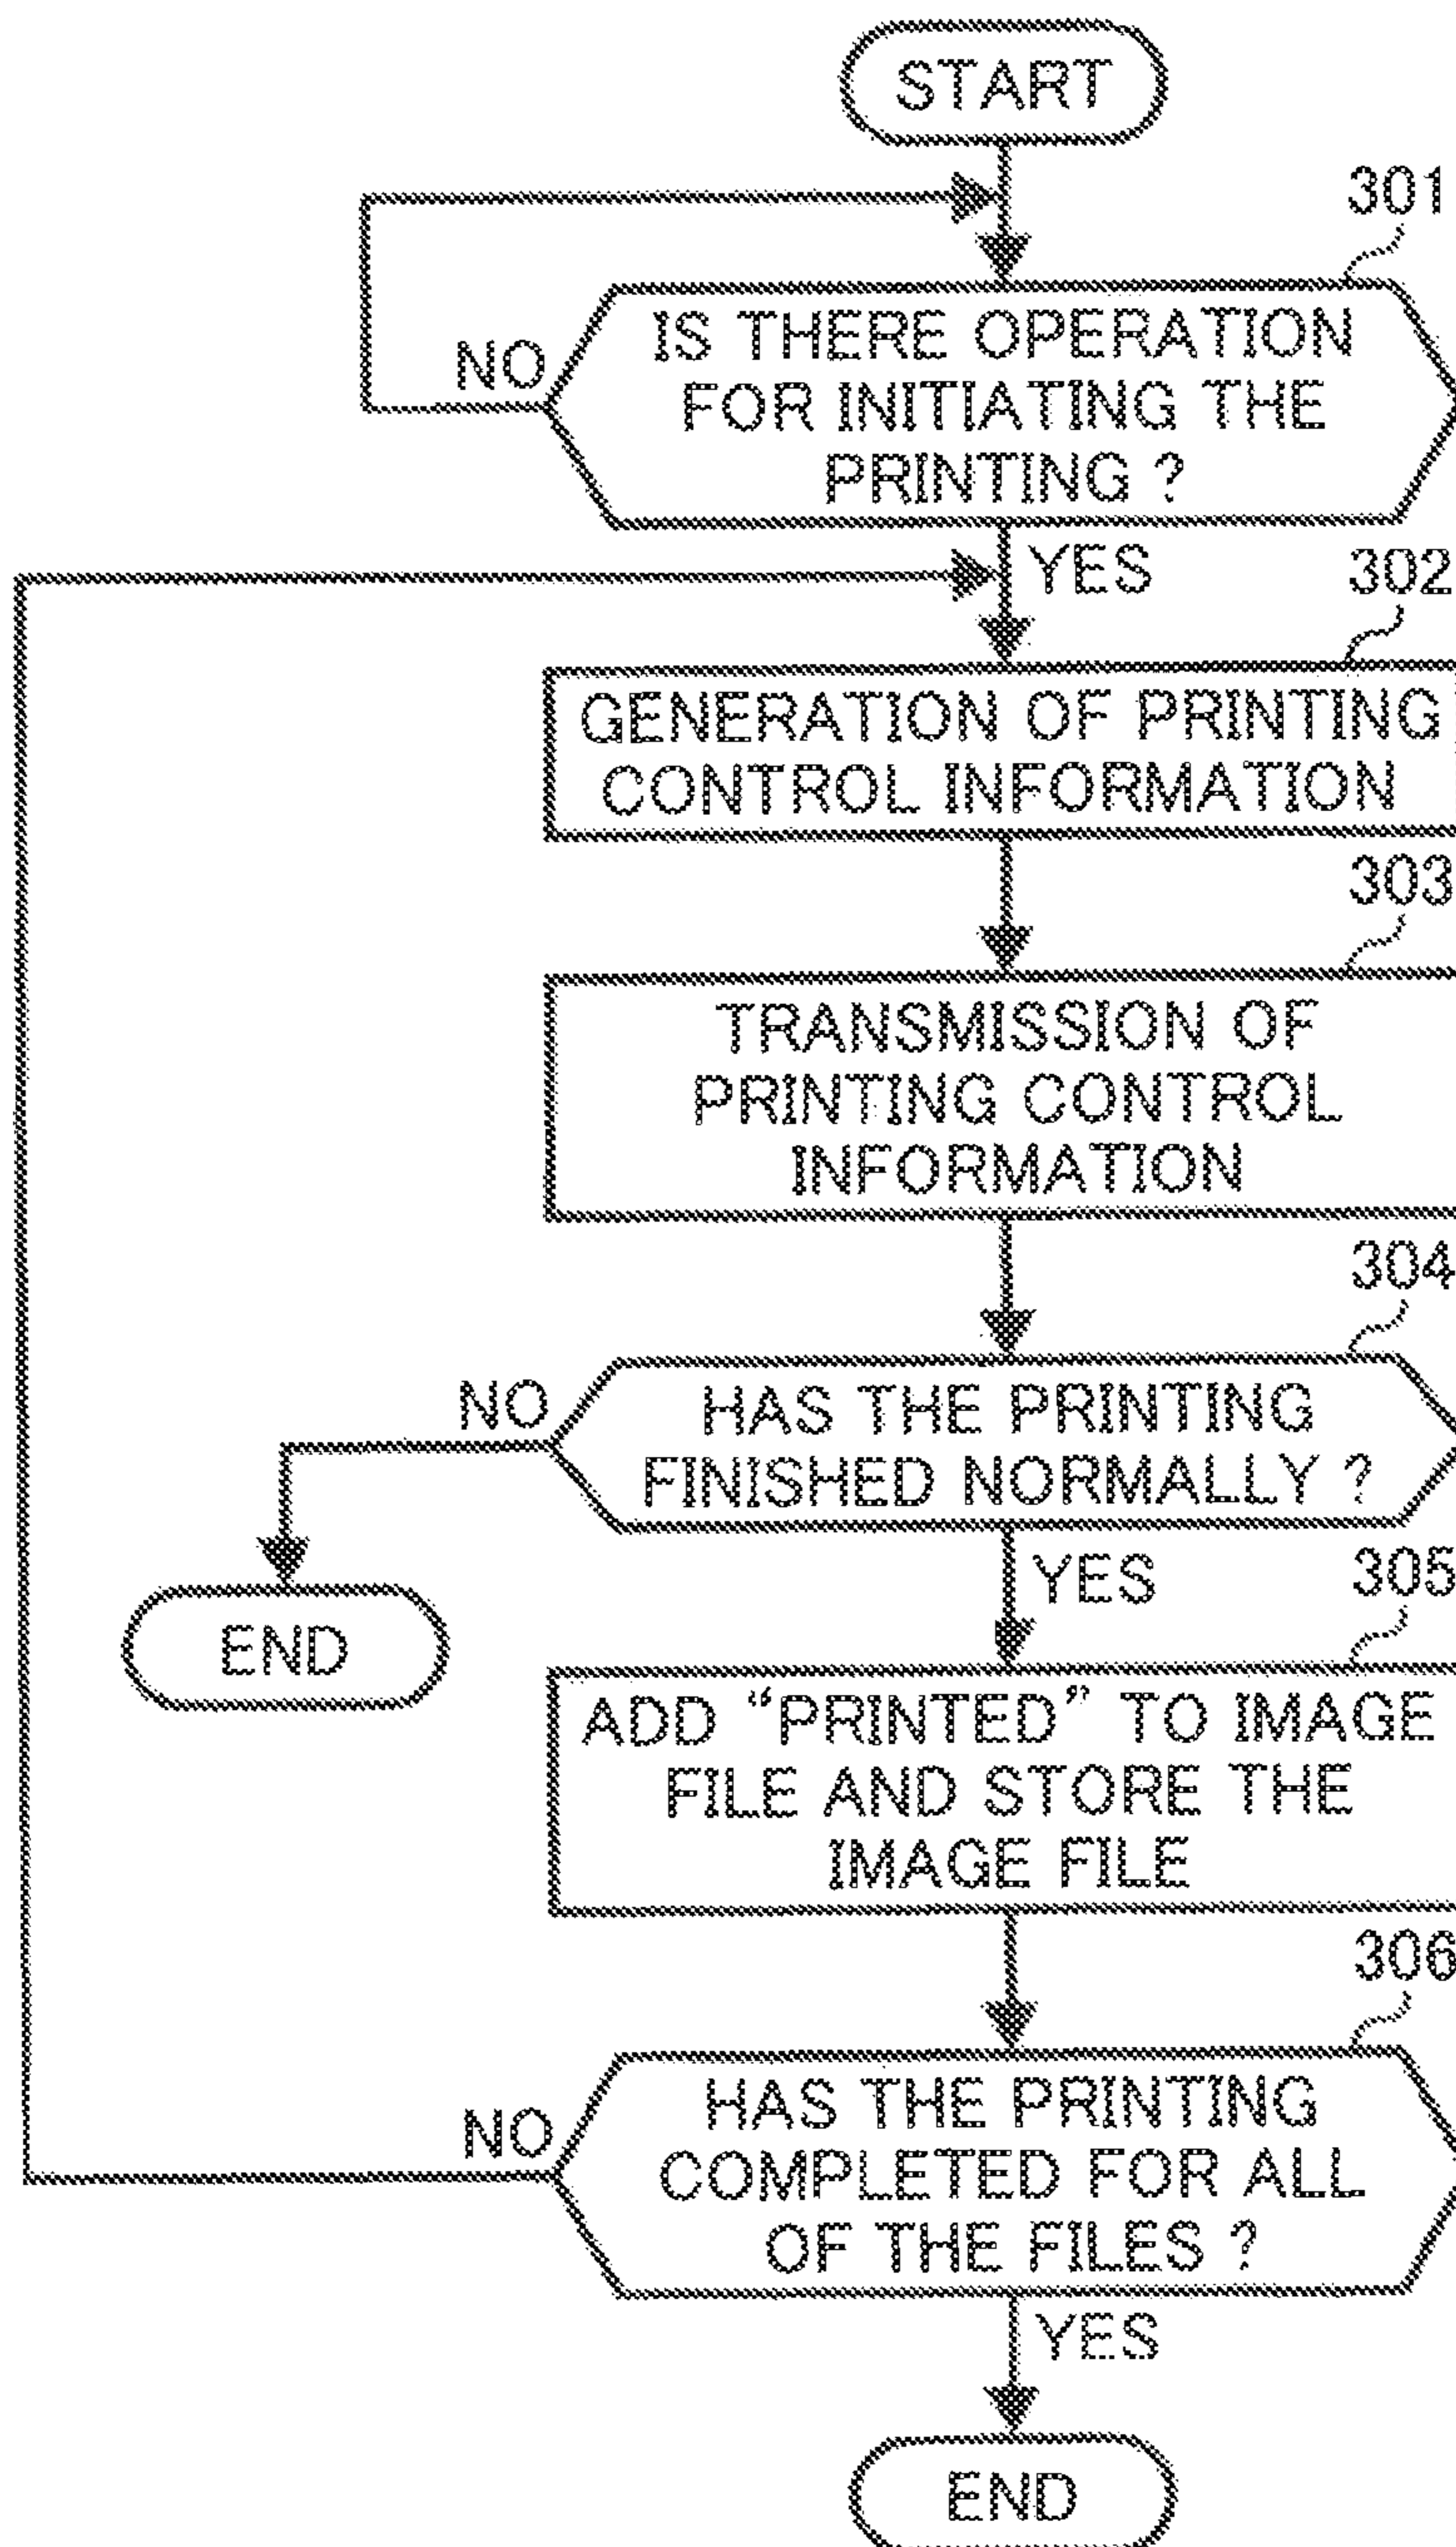 START
301
IS THERE OPERATION
NO
FOR INITIATING THE
PRINTING ?
YES
302
GENERATION OF PRINTING
CONTROL INFORMATION
303
TRANSMISSION OF
PRINTING CONTROL
INFORMATION
304
NO
HAS THE PRINTING
FINISHED NORMALLY ?
YES
305
END
ADD “PRINTED” TO IMAGE
FILE AND STORE THE
IMAGE FILE
306
NO
HAS THE PRINTING
COMPLETED FOR ALL
OF THE FILES ?
YES
END